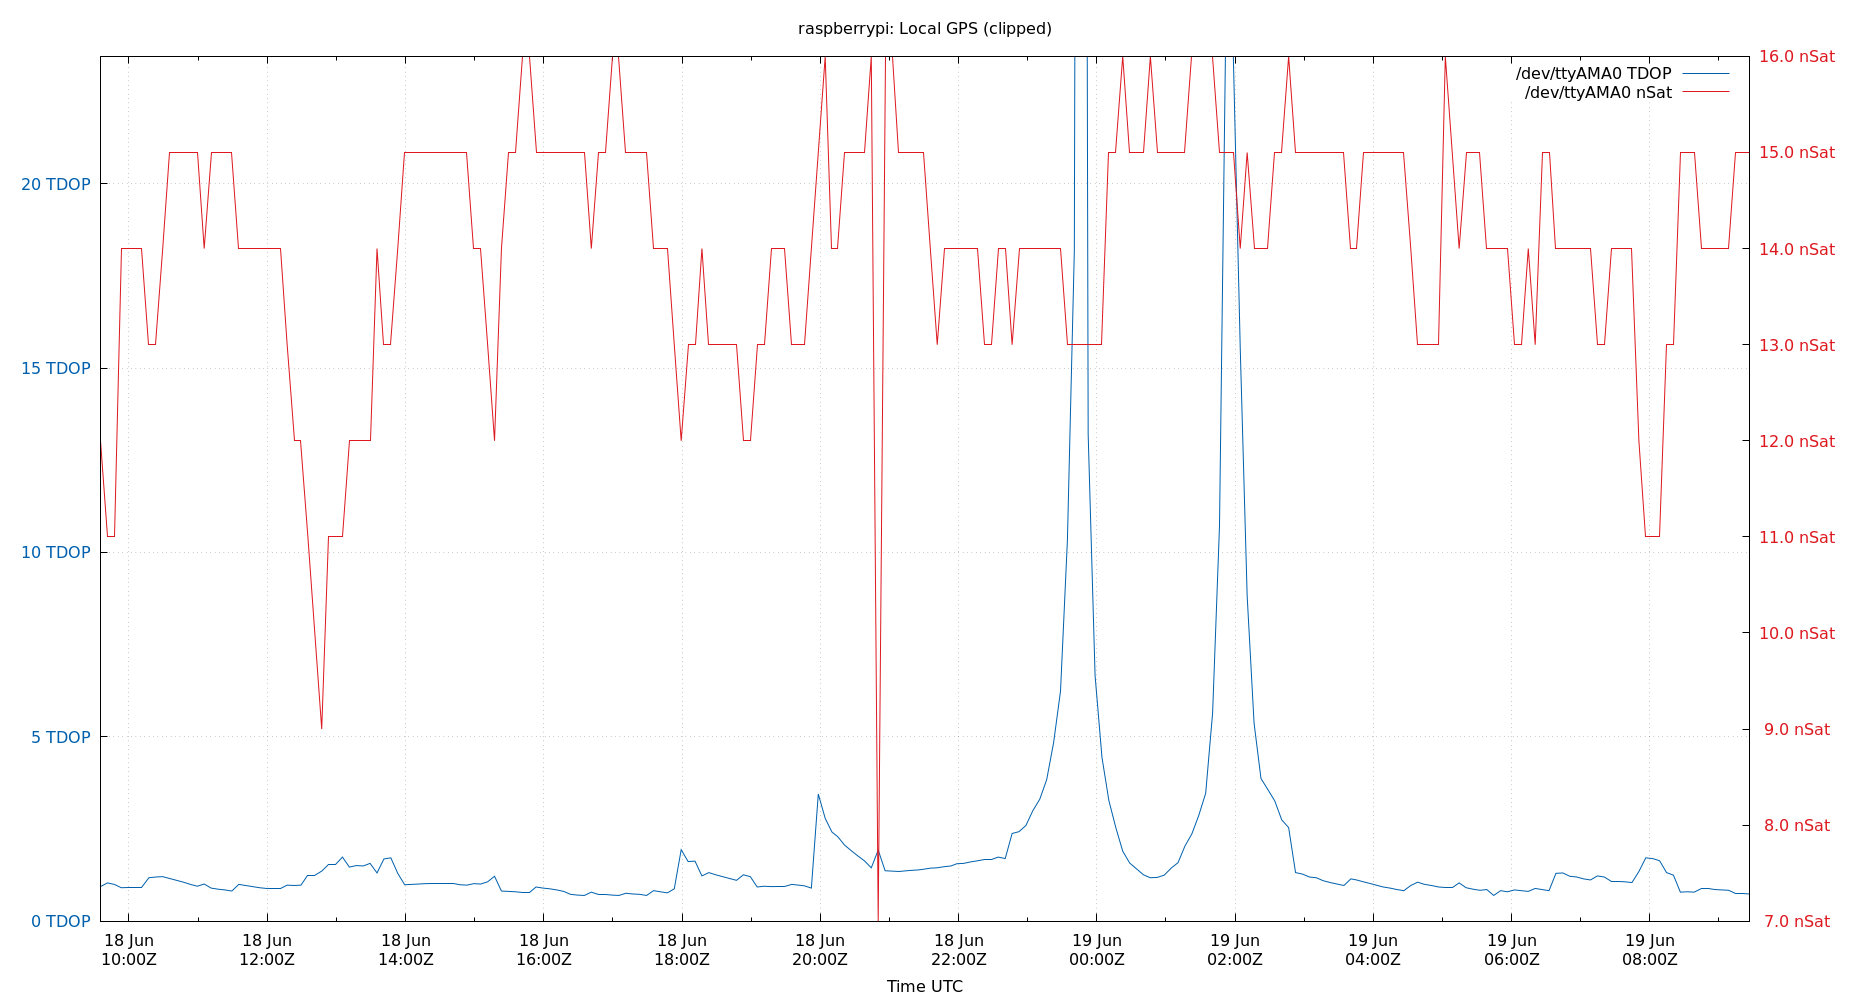 raspberrypi: Local GPS (clipped)
/dev/ttyAMA0 TDOP
/dev/ttyAMA0 nSat
20 TDOP
15 TDOP
10 TDOP
5 TDOP
0 TDOP
16.0 nSat
15.0 nSat
14.0 nSat
13.0 nSat
12.0 nSat
11.0 nSat
10.0 nSat
9.0 nSat
8.0 nSat
7.0 nSat
18 Jun
10:00Z
18 Jun
12:00Z
18 Jun
14:00Z
18 Jun
16:00Z
18 Jun
18:00Z
18 Jun
20:00Z
18 Jun
22:00Z
19 Jun
00:00Z
19 Jun
02:00Z
19 Jun
04:00Z
19 Jun
06:00Z
19 Jun
08:00Z
Time UTC